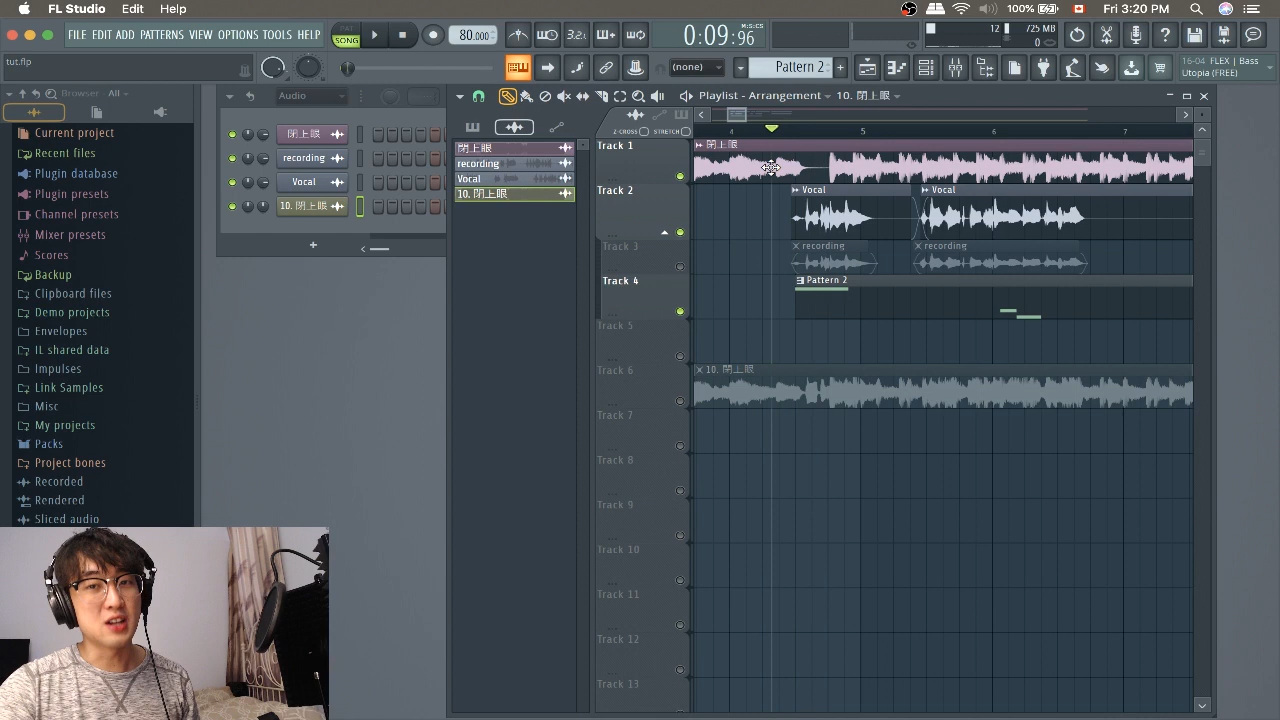 FL Studio Edit Help
100% Fri 3:20 PM
FILE EDIT ADD PATTERNS VIEW OPTIONS TOOLS HELP
PAT
SONG
80.000
3.2.
0:09:96
M:S:CS
12
725 MB
0
tut.flp
(none)
Pattern 2
16-04 FLEX | Bass
Utopia (FREE)
Browser All
Current project
Recent files
Plugin database
Plugin presets
Channel presets
Mixer presets
Scores
Backup
Clipboard files
Demo projects
Envelopes
IL shared data
Impulses
Link Samples
Misc
My projects
Packs
Project bones
Recorded
Rendered
Sliced audio
Audio
閉上眼
recording
Vocal
10. 閉上眼
Playlist - Arrangement 10. 閉上眼
Z-CROSS STRETCH
4 5 6 7
閉上眼
recording
Vocal
10. 閉上眼
Track 1
閉上眼
Track 2
Vocal Vocal
Track 3
recording recording
Track 4
Pattern 2
Track 5
Track 6
10. 閉上眼
Track 7
Track 8
Track 9
Track 10
Track 11
Track 12
Track 13